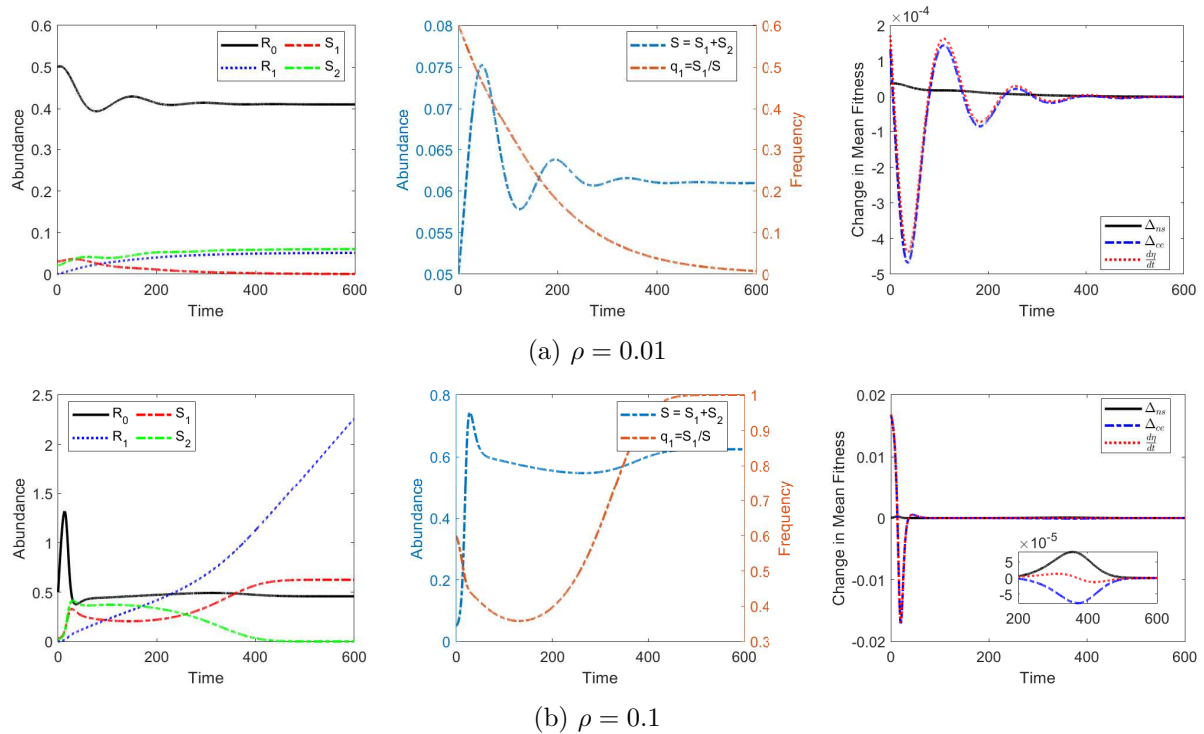 0.6
0.5
0.4
0.3
0.2
0.1
0
Abundance
0 200 400 600
Time
R₀ S₁
R₁ S₂
0.08
0.075
0.07
0.065
0.06
0.055
0.05
Abundance
0 200 400 600
Time
S = S₁+S₂
q₁=S₁/S
0.6
0.5
0.4
0.3
0.2
0.1
0
Frequency
×10⁻⁴
2
1
0
-1
-2
-3
-4
-5
Change in Mean Fitness
0 200 400 600
Time
Δₙₛ
Δ_ce
dη/dt
(a) ρ = 0.01
2.5
2
1.5
1
0.5
0
Abundance
0 200 400 600
Time
R₀ S₁
R₁ S₂
0.8
0.6
0.4
0.2
0
Abundance
0 200 400 600
Time
S = S₁+S₂
q₁=S₁/S
1
0.9
0.8
0.7
0.6
0.5
0.4
0.3
Frequency
0.02
0.01
0
-0.01
-0.02
Change in Mean Fitness
0 200 400 600
Time
Δₙₛ
Δ_ce
dη/dt
×10⁻⁵
5
0
-5
200 300 400 500 600
(b) ρ = 0.1